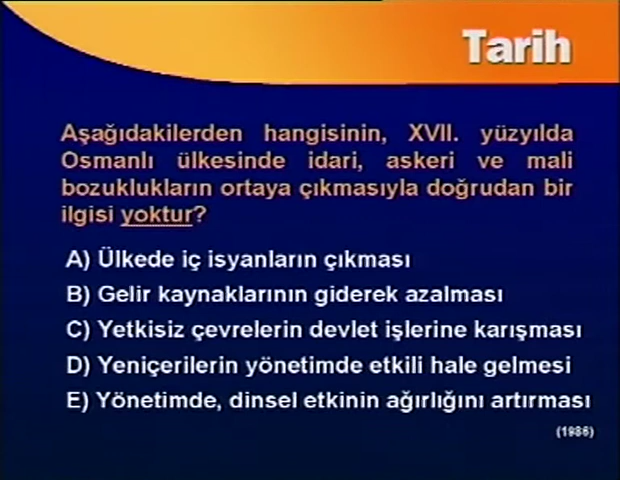 Tarih
Aşağıdakilerden hangisinin, XVII. yüzyılda
Osmanlı ülkesinde idari, askeri ve mali
bozuklukların ortaya çıkmasıyla doğrudan bir
ilgisi yoktur?
A) Ülkede iç isyanların çıkması
B) Gelir kaynaklarının giderek azalması
C) Yetkisiz çevrelerin devlet işlerine karışması
D) Yeniçerilerin yönetimde etkili hale gelmesi
E) Yönetimde, dinsel etkinin ağırlığını artırması
(1986)